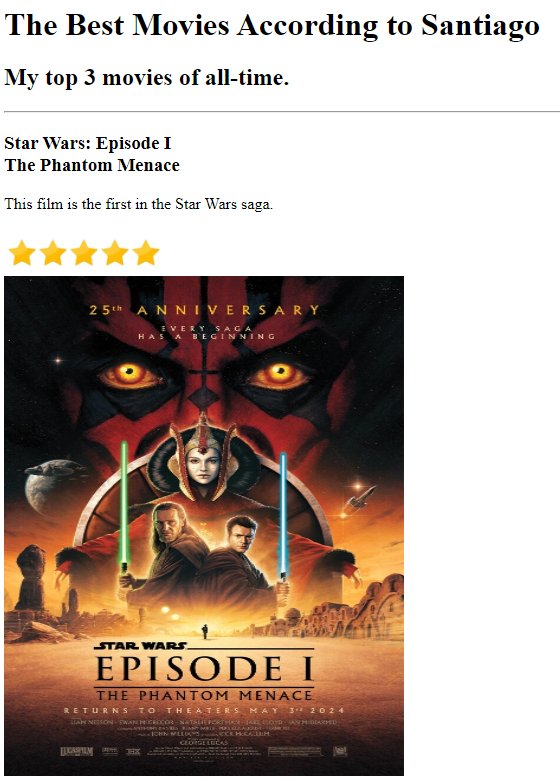 The Best Movies According to Santiago
My top 3 movies of all-time.
Star Wars: Episode I
The Phantom Menace
This film is the first in the Star Wars saga.
25th ANNIVERSARY
EVERY SAGA
HAS A BEGINNING
STAR WARS
EPISODE I
THE PHANTOM MENACE
RETURNS TO THEATERS MAY 3rd 2024
LIAM NEESON EWAN McGREGOR NATALIE PORTMAN JAKE LLOYD IAN McDIARMID
JOHN WILLIAMS RICK McCALLUM
GEORGE LUCAS
LUCASFILM